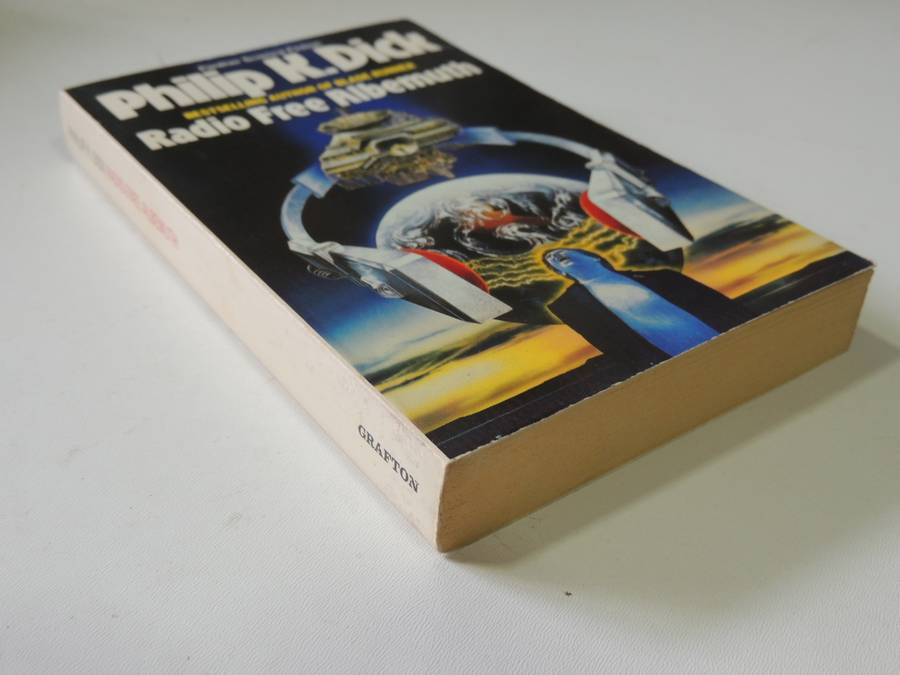 Philip K. Dick
BESTSELLING AUTHOR OF BLADE RUNNER
Radio Free Albemuth
GRAFTON